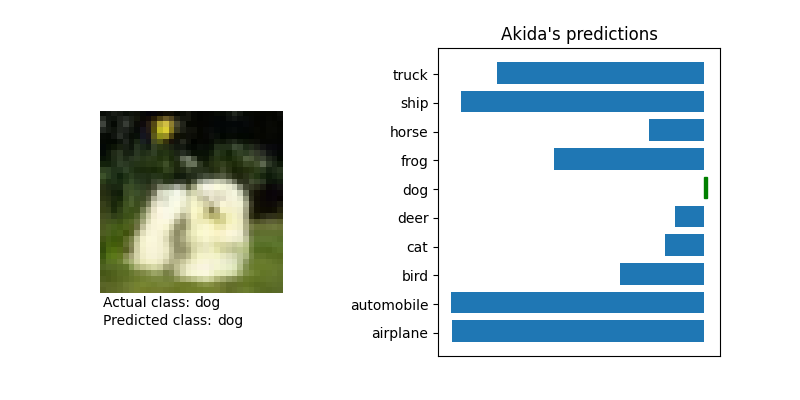 Akida's predictions
truck
ship
horse
frog
dog
deer
cat
bird
automobile
airplane
Actual class: dog
Predicted class: dog